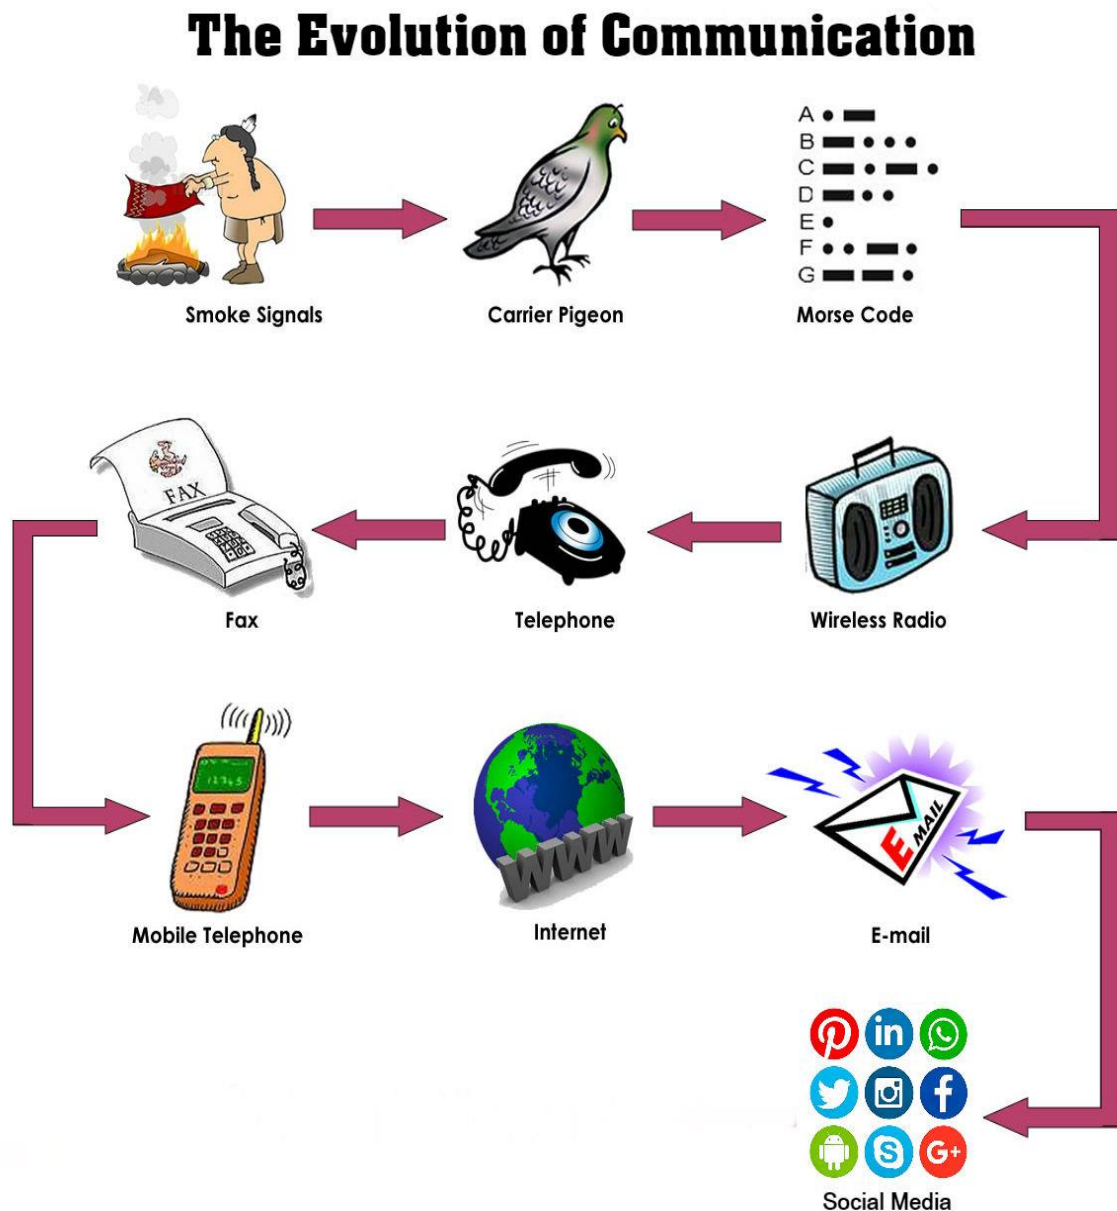 The Evolution of Communication
A
B
C
D
E
F
G
Smoke Signals
Carrier Pigeon
Morse Code
FAX
Fax
Telephone
Wireless Radio
12345
WWW
E MAIL
Mobile Telephone
Internet
E-mail
in
f
S
G+
Social Media